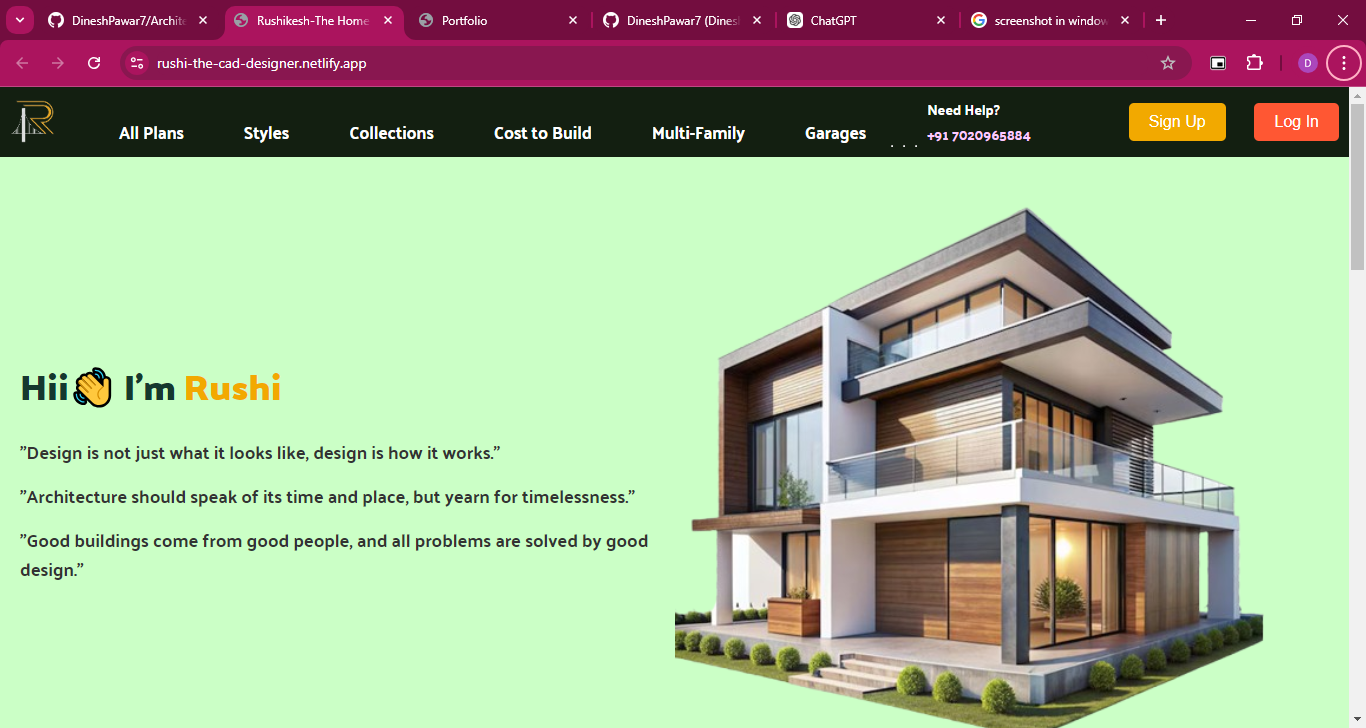 DineshPawar7/Archite
Rushikesh-The Home
Portfolio
DineshPawar7 (Dinesh
ChatGPT
screenshot in window
rushi-the-cad-designer.netlify.app
D
R
All Plans
Styles
Collections
Cost to Build
Multi-Family
Garages
. . .
Need Help?
+91 7020965884
Sign Up
Log In
Hii👋 I'm Rushi
"Design is not just what it looks like, design is how it works."
"Architecture should speak of its time and place, but yearn for timelessness."
"Good buildings come from good people, and all problems are solved by good
design."